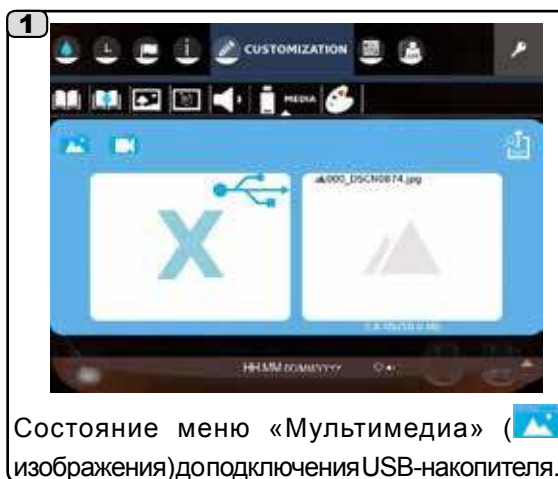 1
CUSTOMIZATION
MEDIA
000_DSCN0874.jpg
HH:MM
Состояние меню «Мультимедиа» (
изображения) до подключения USB-накопителя.